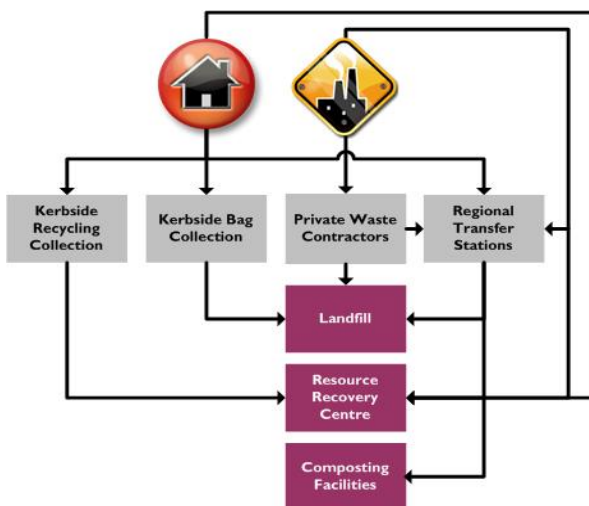 Kerbside
Recycling
Collection
Kerbside Bag
Collection
Private Waste
Contractors
Regional
Transfer
Stations
Landfill
Resource
Recovery
Centre
Composting
Facilities